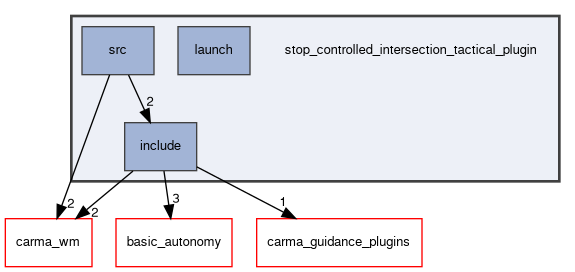 src
launch
stop_controlled_intersection_tactical_plugin
2
include
2
2
3
1
carma_wm
basic_autonomy
carma_guidance_plugins